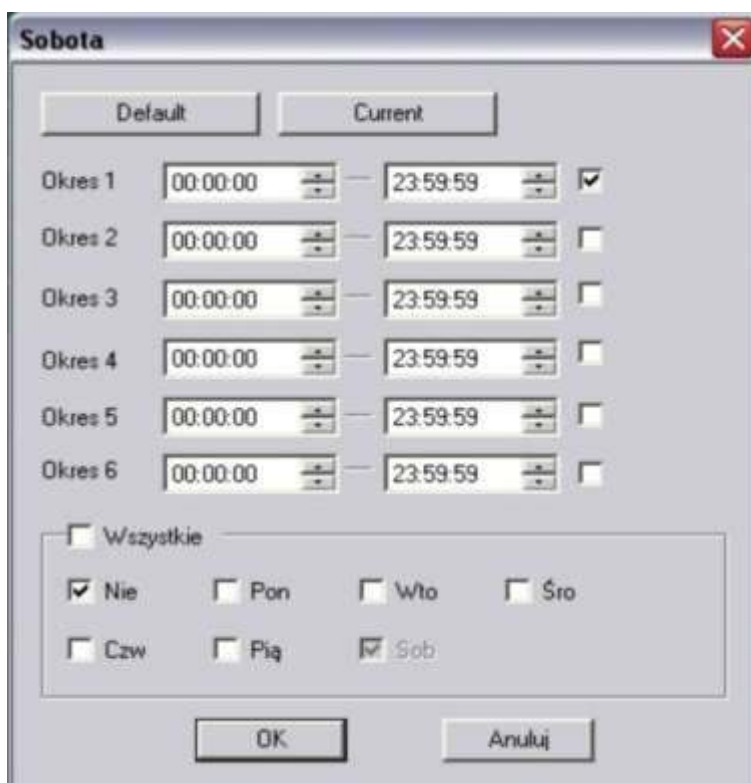 Sobota
Default Current
Okres 1 00:00:00 — 23:59:59
Okres 2 00:00:00 — 23:59:59
Okres 3 00:00:00 — 23:59:59
Okres 4 00:00:00 — 23:59:59
Okres 5 00:00:00 — 23:59:59
Okres 6 00:00:00 — 23:59:59
Wszystkie
Nie Pon Wto Śro
Czw Pią Sob
OK Anuluj